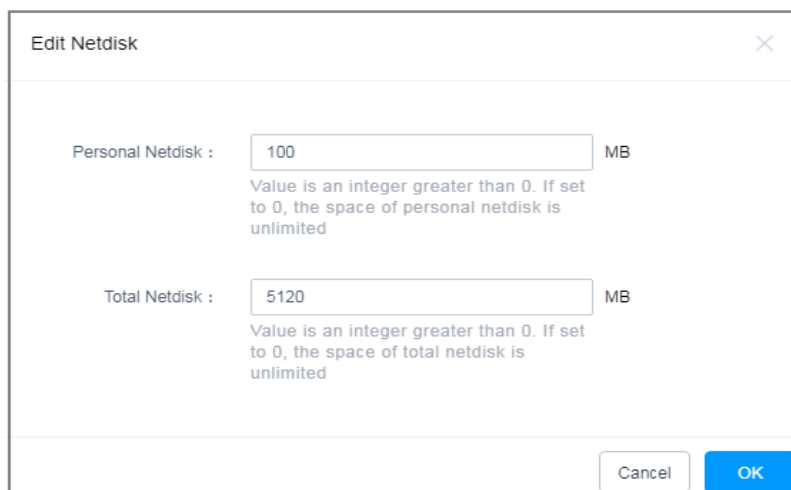 Edit Netdisk
Personal Netdisk : 100 MB
Value is an integer greater than 0. If set
to 0, the space of personal netdisk is
unlimited
Total Netdisk : 5120 MB
Value is an integer greater than 0. If set
to 0, the space of total netdisk is
unlimited
Cancel OK